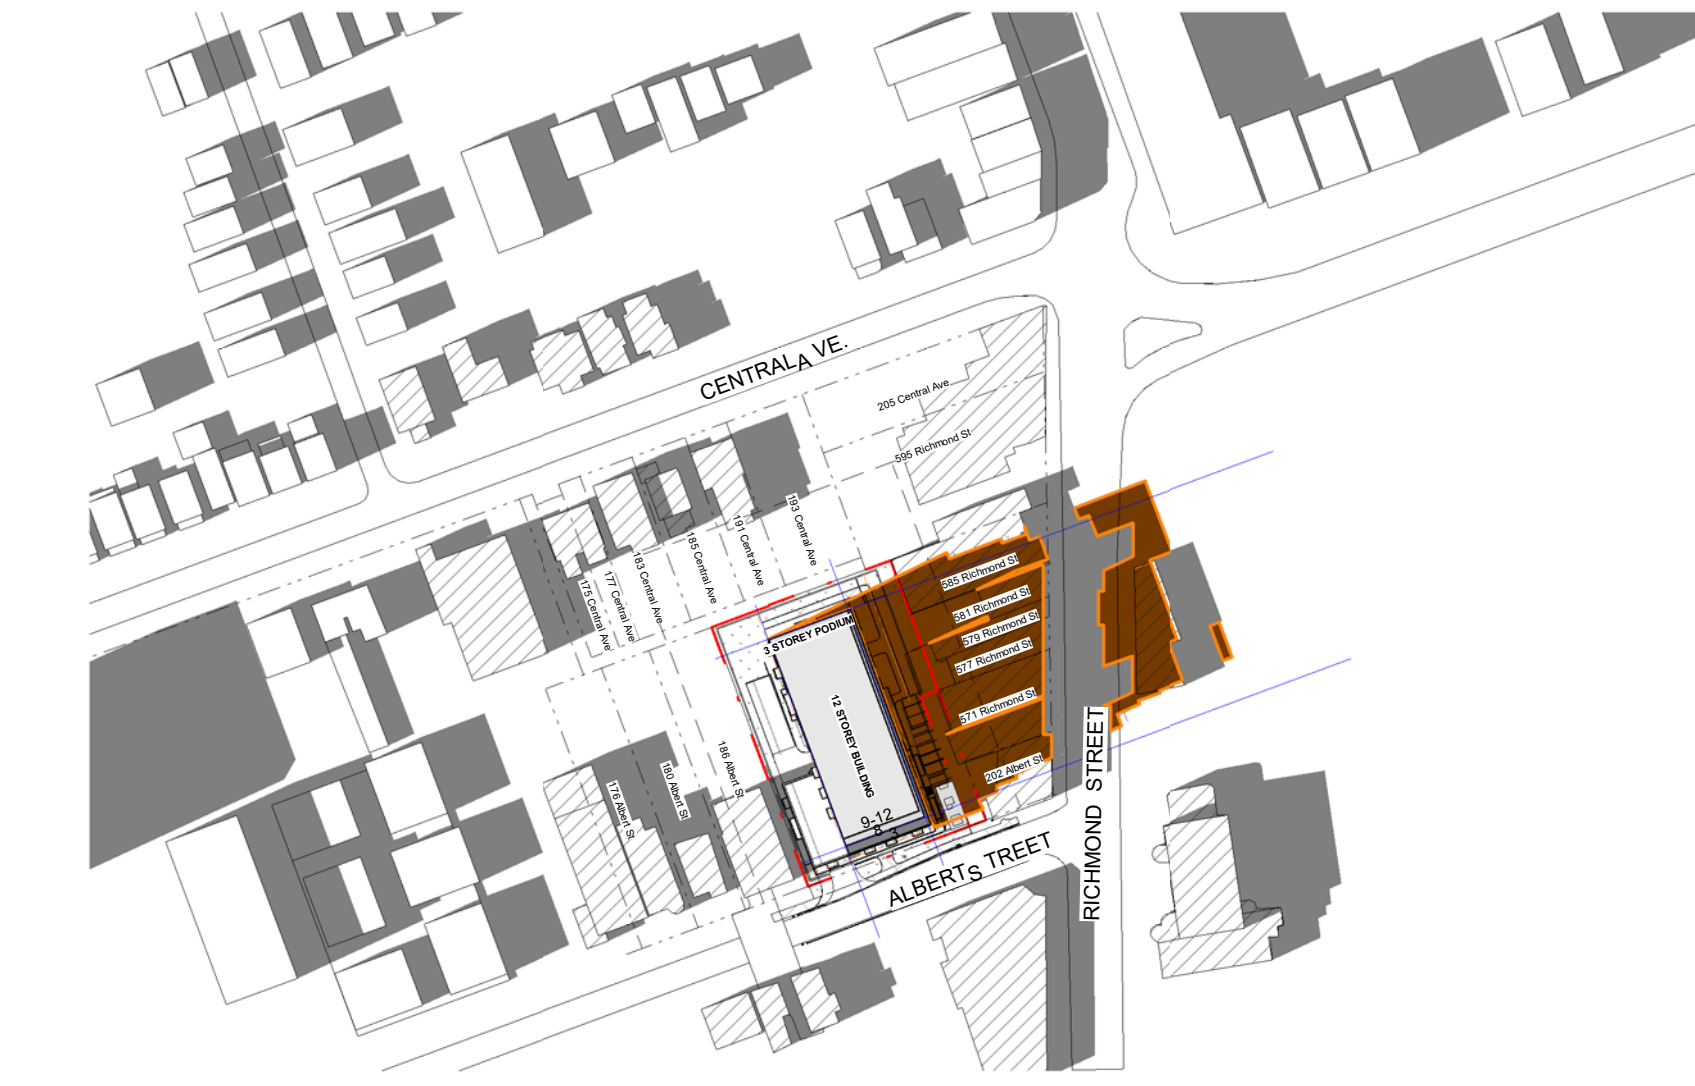 CENTRALA VE.
205 Central Ave
595 Richmond St
193 Central Ave
191 Central Ave
185 Central Ave
183 Central Ave
177 Central Ave
175 Central Ave
585 Richmond St
581 Richmond St
579 Richmond St
577 Richmond St
571 Richmond St
202 Albert St
3 STOREY PODIUM
12 STOREY BUILDING
9-12
186 Albert St
180 Albert St
176 Albert St
ALBERTS TREET
RICHMOND STREET